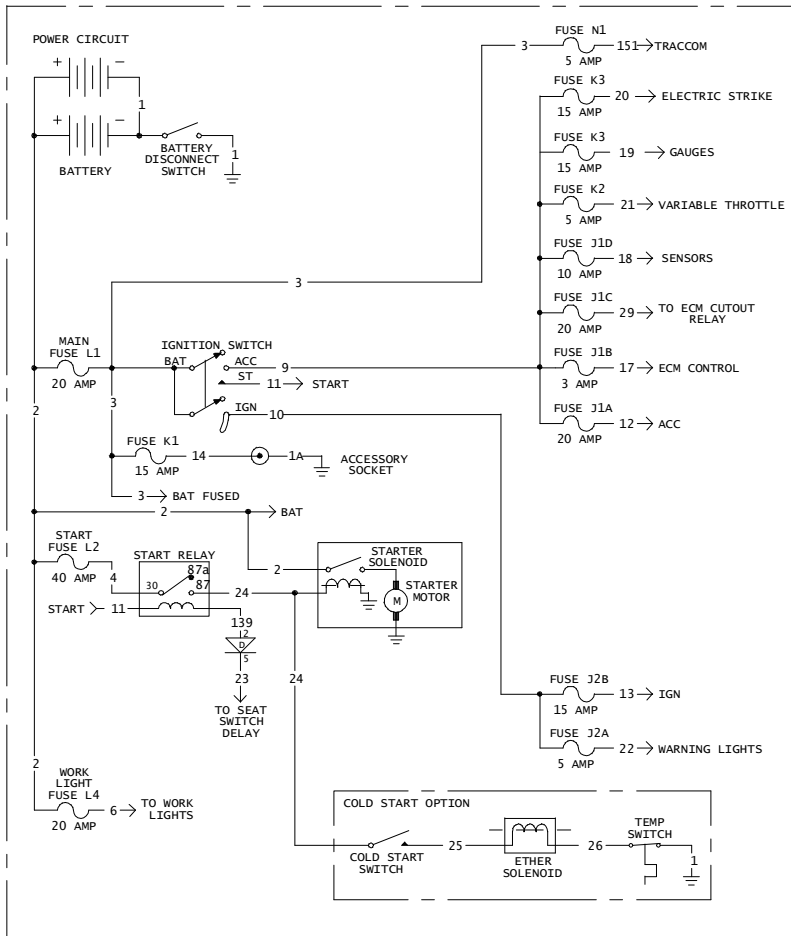 POWER CIRCUIT
+ −
1
+ −
BATTERY
BATTERY
DISCONNECT
SWITCH
1
3
FUSE N1
5 AMP
151
TRACCOM
FUSE K3
15 AMP
20
ELECTRIC STRIKE
FUSE K3
15 AMP
19
GAUGES
FUSE K2
5 AMP
21
VARIABLE THROTTLE
FUSE J1D
10 AMP
18
SENSORS
3
FUSE J1C
20 AMP
29
TO ECM CUTOUT
RELAY
MAIN
FUSE L1
20 AMP
IGNITION SWITCH
BAT
ACC
9
ST
11
START
IGN
10
FUSE J1B
3 AMP
17
ECM CONTROL
FUSE J1A
20 AMP
12
ACC
2
3
FUSE K1
15 AMP
14
1A
ACCESSORY
SOCKET
3
BAT FUSED
2
BAT
START
FUSE L2
40 AMP
4
START RELAY
87a
30
87
24
START
11
139
2
D
5
23
TO SEAT
SWITCH
DELAY
2
STARTER
SOLENOID
STARTER
MOTOR
M
24
FUSE J2B
15 AMP
13
IGN
FUSE J2A
5 AMP
22
WARNING LIGHTS
2
WORK
LIGHT
FUSE L4
20 AMP
6
TO WORK
LIGHTS
COLD START OPTION
COLD START
SWITCH
25
ETHER
SOLENOID
26
TEMP
SWITCH
1